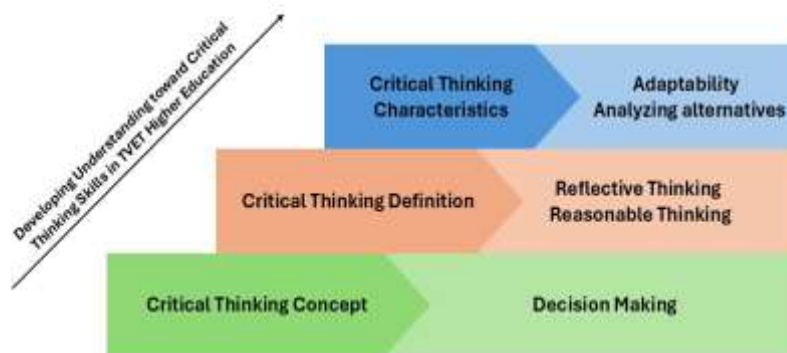 Developing Understanding toward Critical
Thinking Skills in TVET Higher Education
Critical Thinking
Characteristics
Adaptability
Analyzing alternatives
Critical Thinking Definition
Reflective Thinking
Reasonable Thinking
Critical Thinking Concept
Decision Making